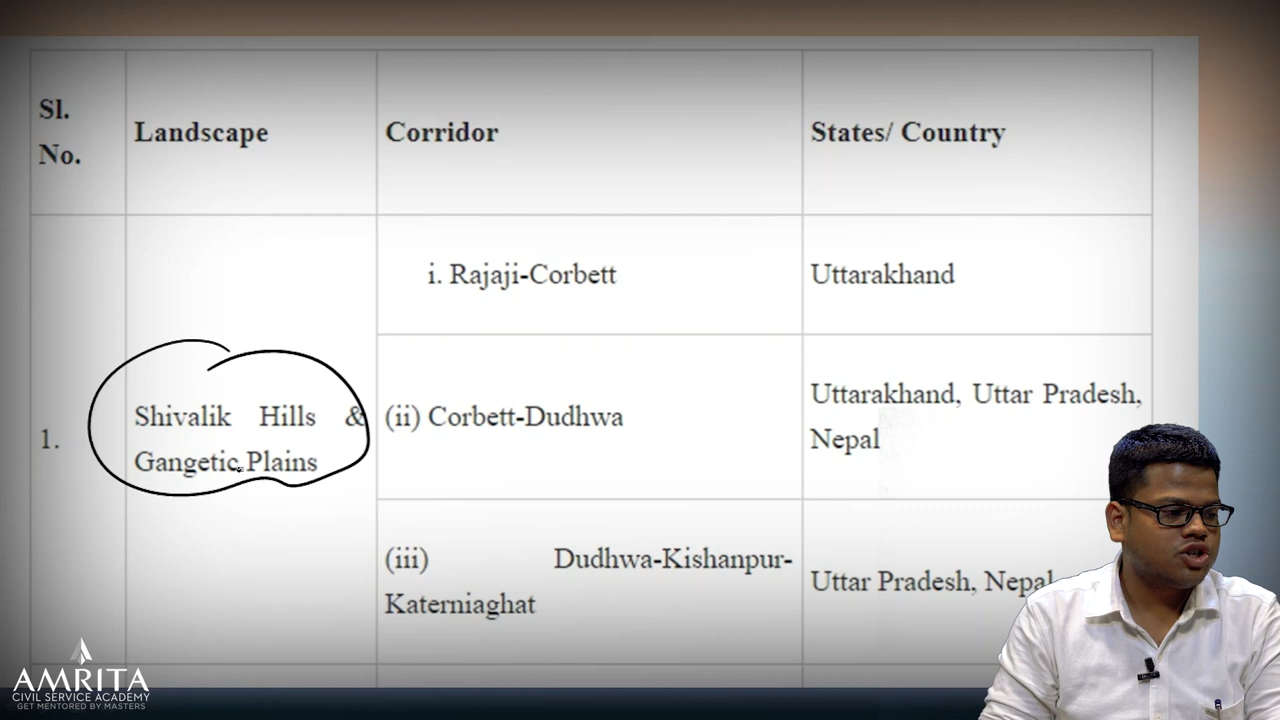 Sl.
No.
Landscape
Corridor
States/ Country
i. Rajaji-Corbett
Uttarakhand
1.
Shivalik Hills &
Gangetic Plains
(ii) Corbett-Dudhwa
Uttarakhand, Uttar Pradesh,
Nepal
(iii) Dudhwa-Kishanpur-
Katerniaghat
Uttar Pradesh, Nepal
AMRITA
CIVIL SERVICE ACADEMY
GET MENTORED BY MASTERS